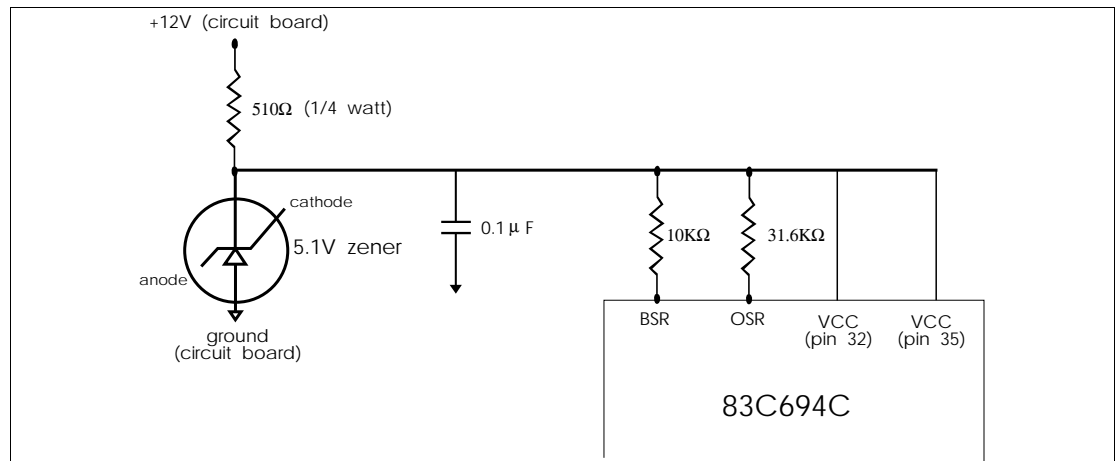 +12V (circuit board)
510Ω (1/4 watt)
cathode
5.1V zener
anode
ground
(circuit board)
0.1 µ F
10KΩ
31.6KΩ
BSR
OSR
VCC
(pin 32)
VCC
(pin 35)
83C694C